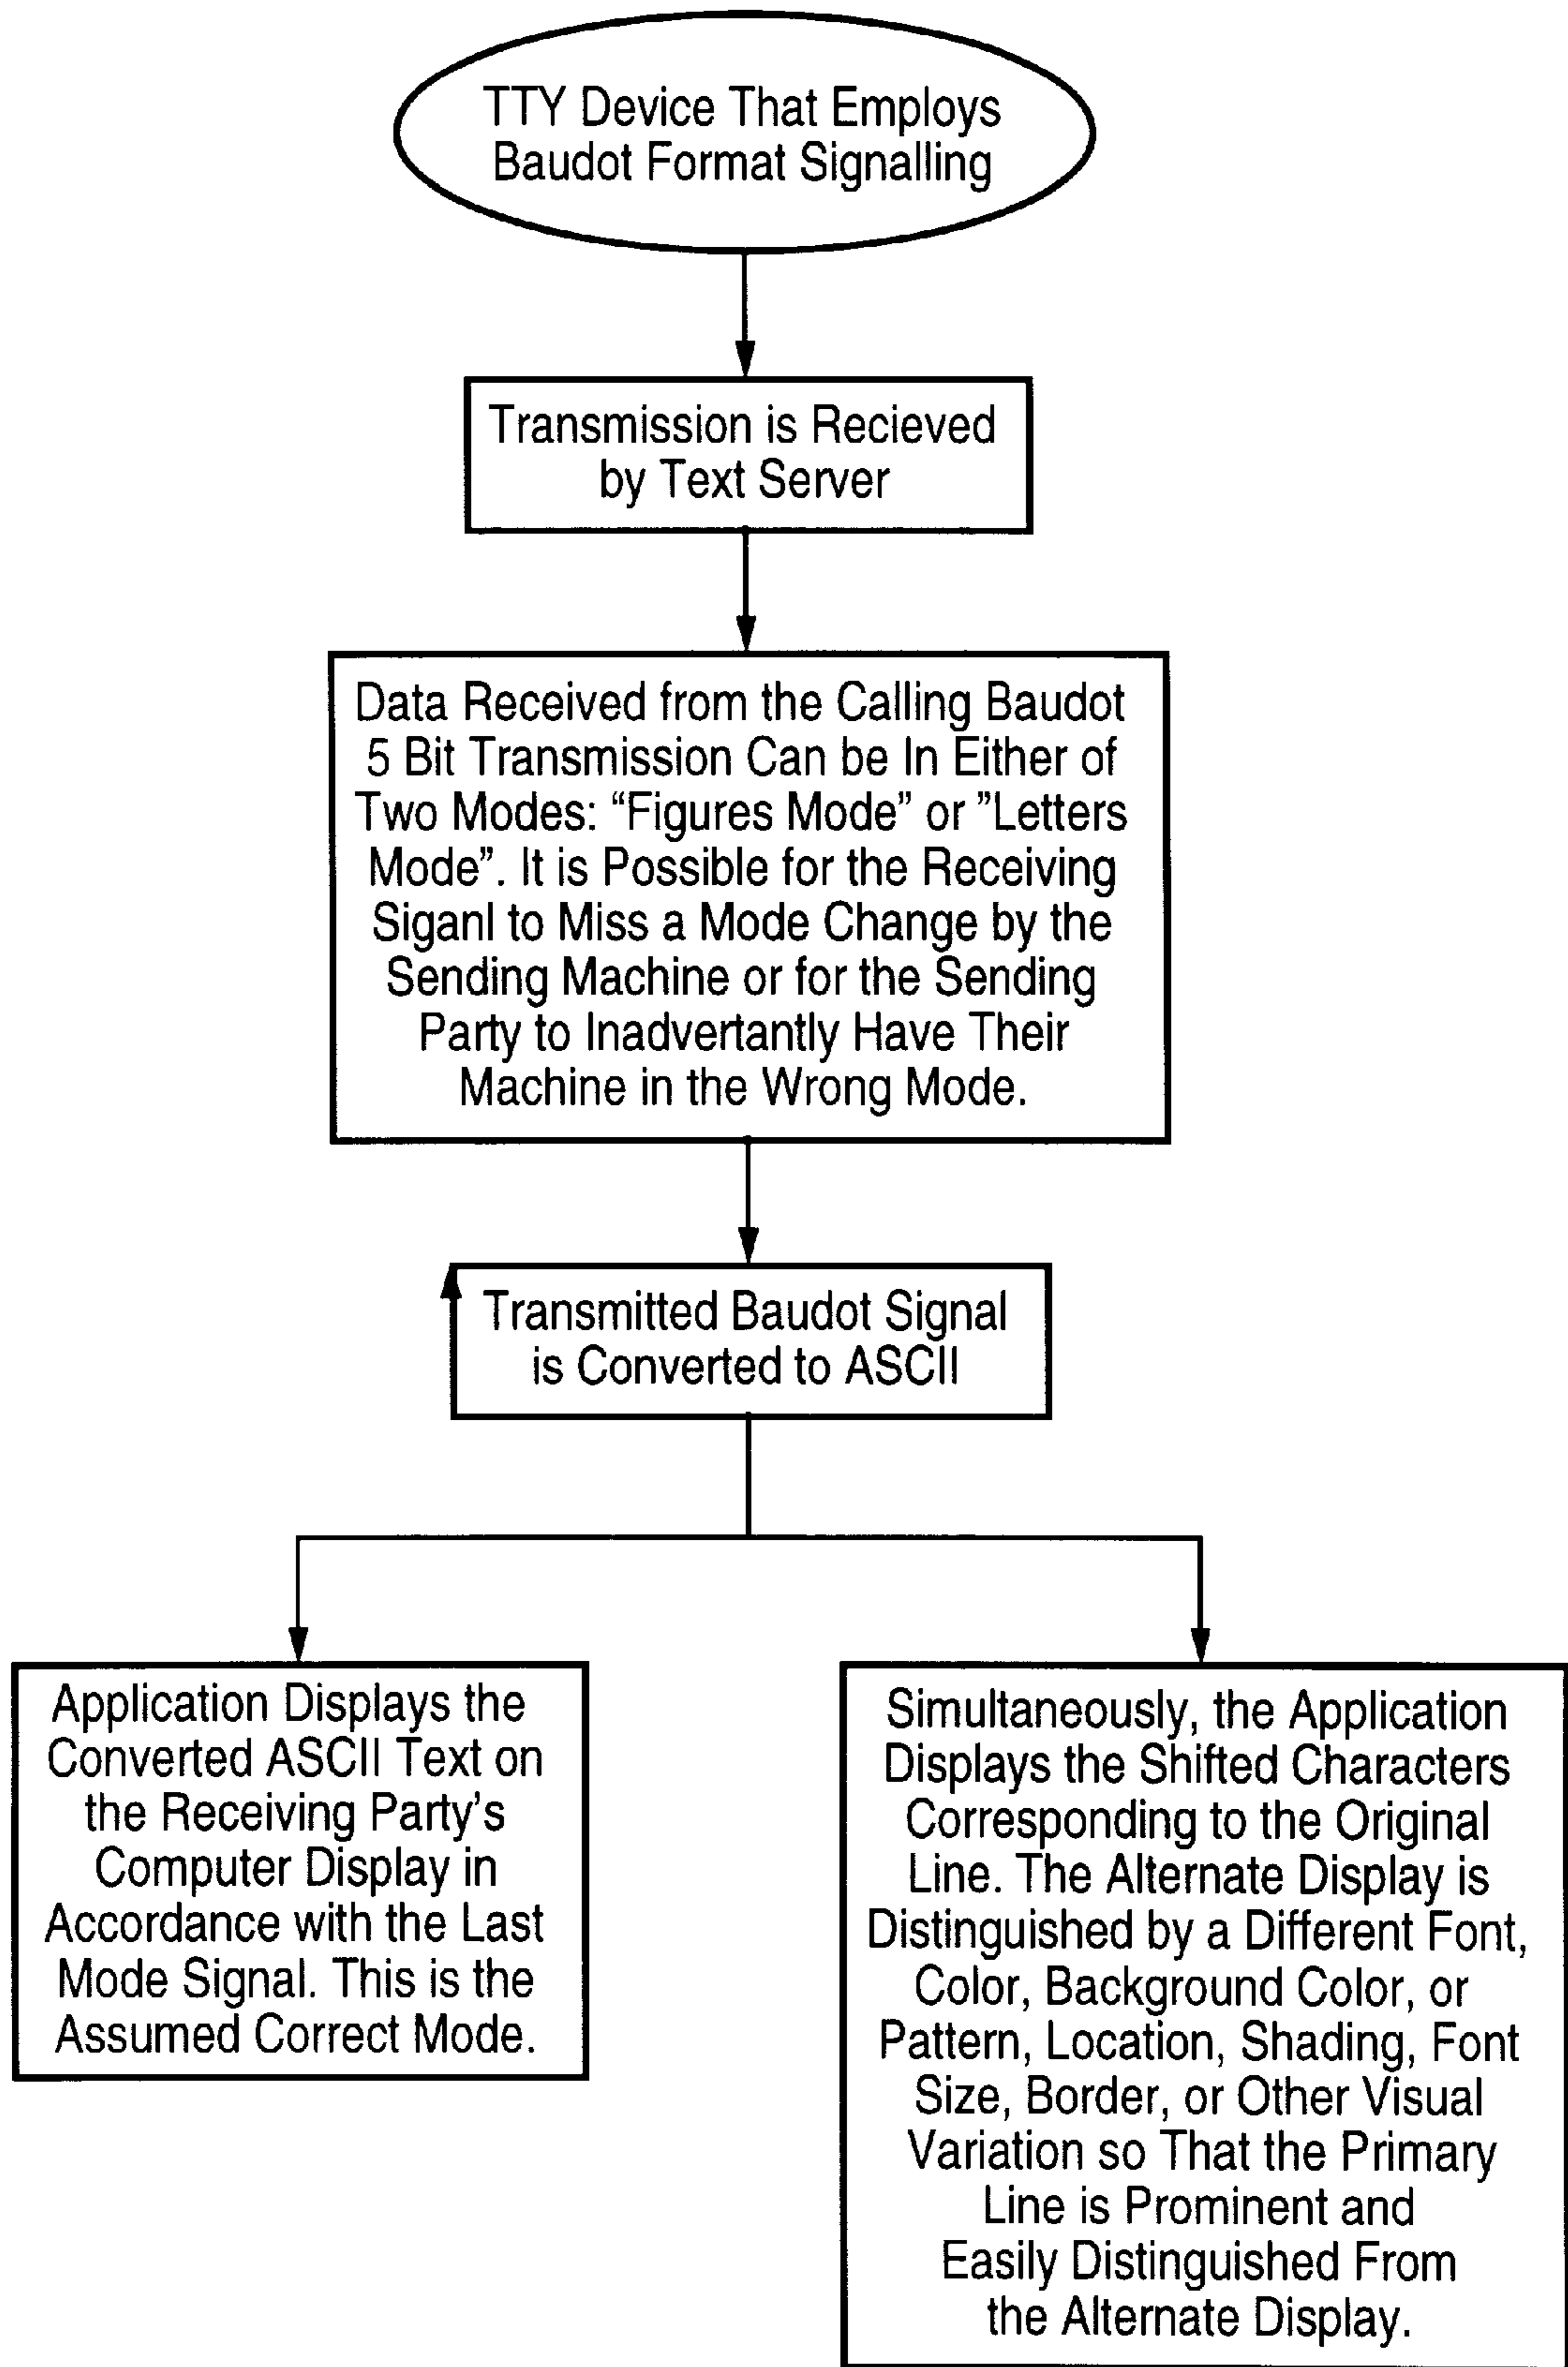 TTY Device That Employs
Baudot Format Signalling
Transmission is Recieved
by Text Server
Data Received from the Calling Baudot
5 Bit Transmission Can be In Either of
Two Modes: “Figures Mode” or ”Letters
Mode”. It is Possible for the Receiving
Siganl to Miss a Mode Change by the
Sending Machine or for the Sending
Party to Inadvertantly Have Their
Machine in the Wrong Mode.
Transmitted Baudot Signal
is Converted to ASCII
Application Displays the
Converted ASCII Text on
the Receiving Party’s
Computer Display in
Accordance with the Last
Mode Signal. This is the
Assumed Correct Mode.
Simultaneously, the Application
Displays the Shifted Characters
Corresponding to the Original
Line. The Alternate Display is
Distinguished by a Different Font,
Color, Background Color, or
Pattern, Location, Shading, Font
Size, Border, or Other Visual
Variation so That the Primary
Line is Prominent and
Easily Distinguished From
the Alternate Display.